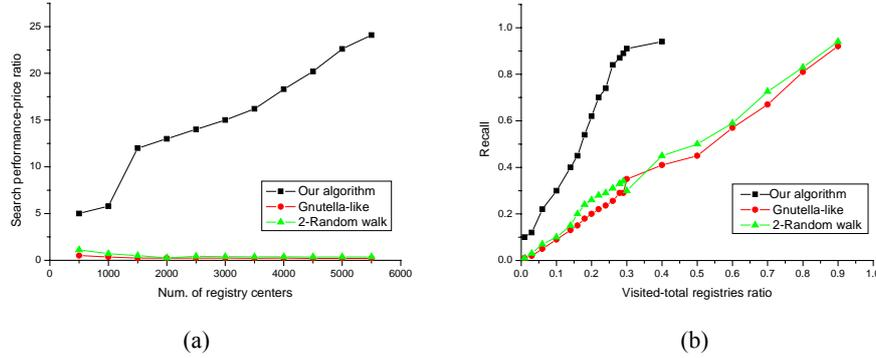 25
20
15
10
5
0
Search performance-price ratio
0 1000 2000 3000 4000 5000 6000
Num. of registry centers
Our algorithm
Gnutella-like
2-Random walk
(a)
1.0
0.8
0.6
0.4
0.2
0.0
Recall
0.0 0.1 0.2 0.3 0.4 0.5 0.6 0.7 0.8 0.9 1.0
Visited-total registries ratio
Our algorithm
Gnutella-like
2-Random walk
(b)